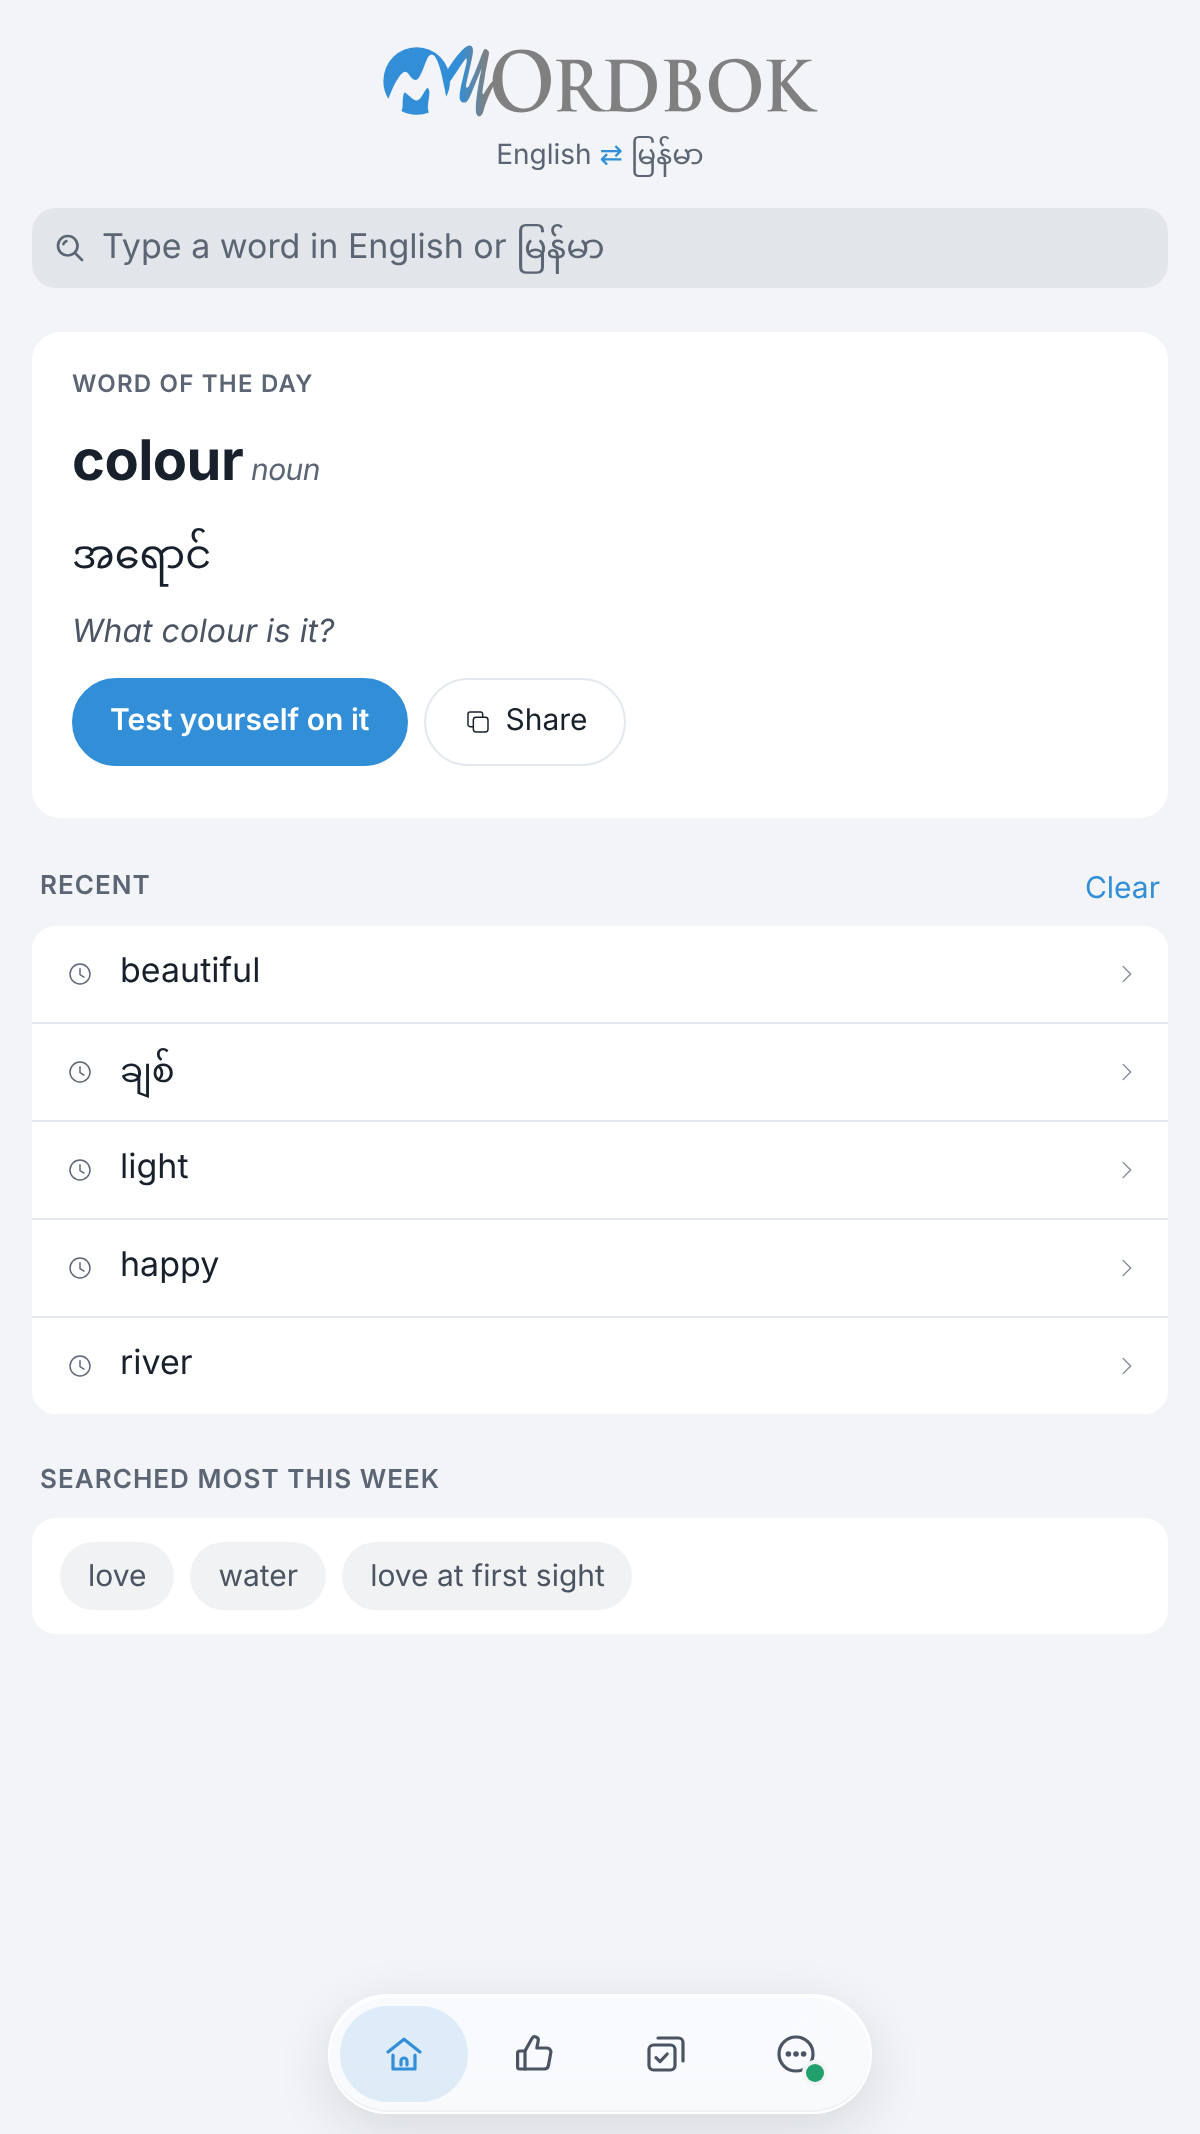 ORDBOK
English ⇄ မြန်မာ
Type a word in English or မြန်မာ
WORD OF THE DAY
colour noun
အရောင်
What colour is it?
Test yourself on it
Share
RECENT
Clear
beautiful
ချစ်
light
happy
river
SEARCHED MOST THIS WEEK
love
water
love at first sight